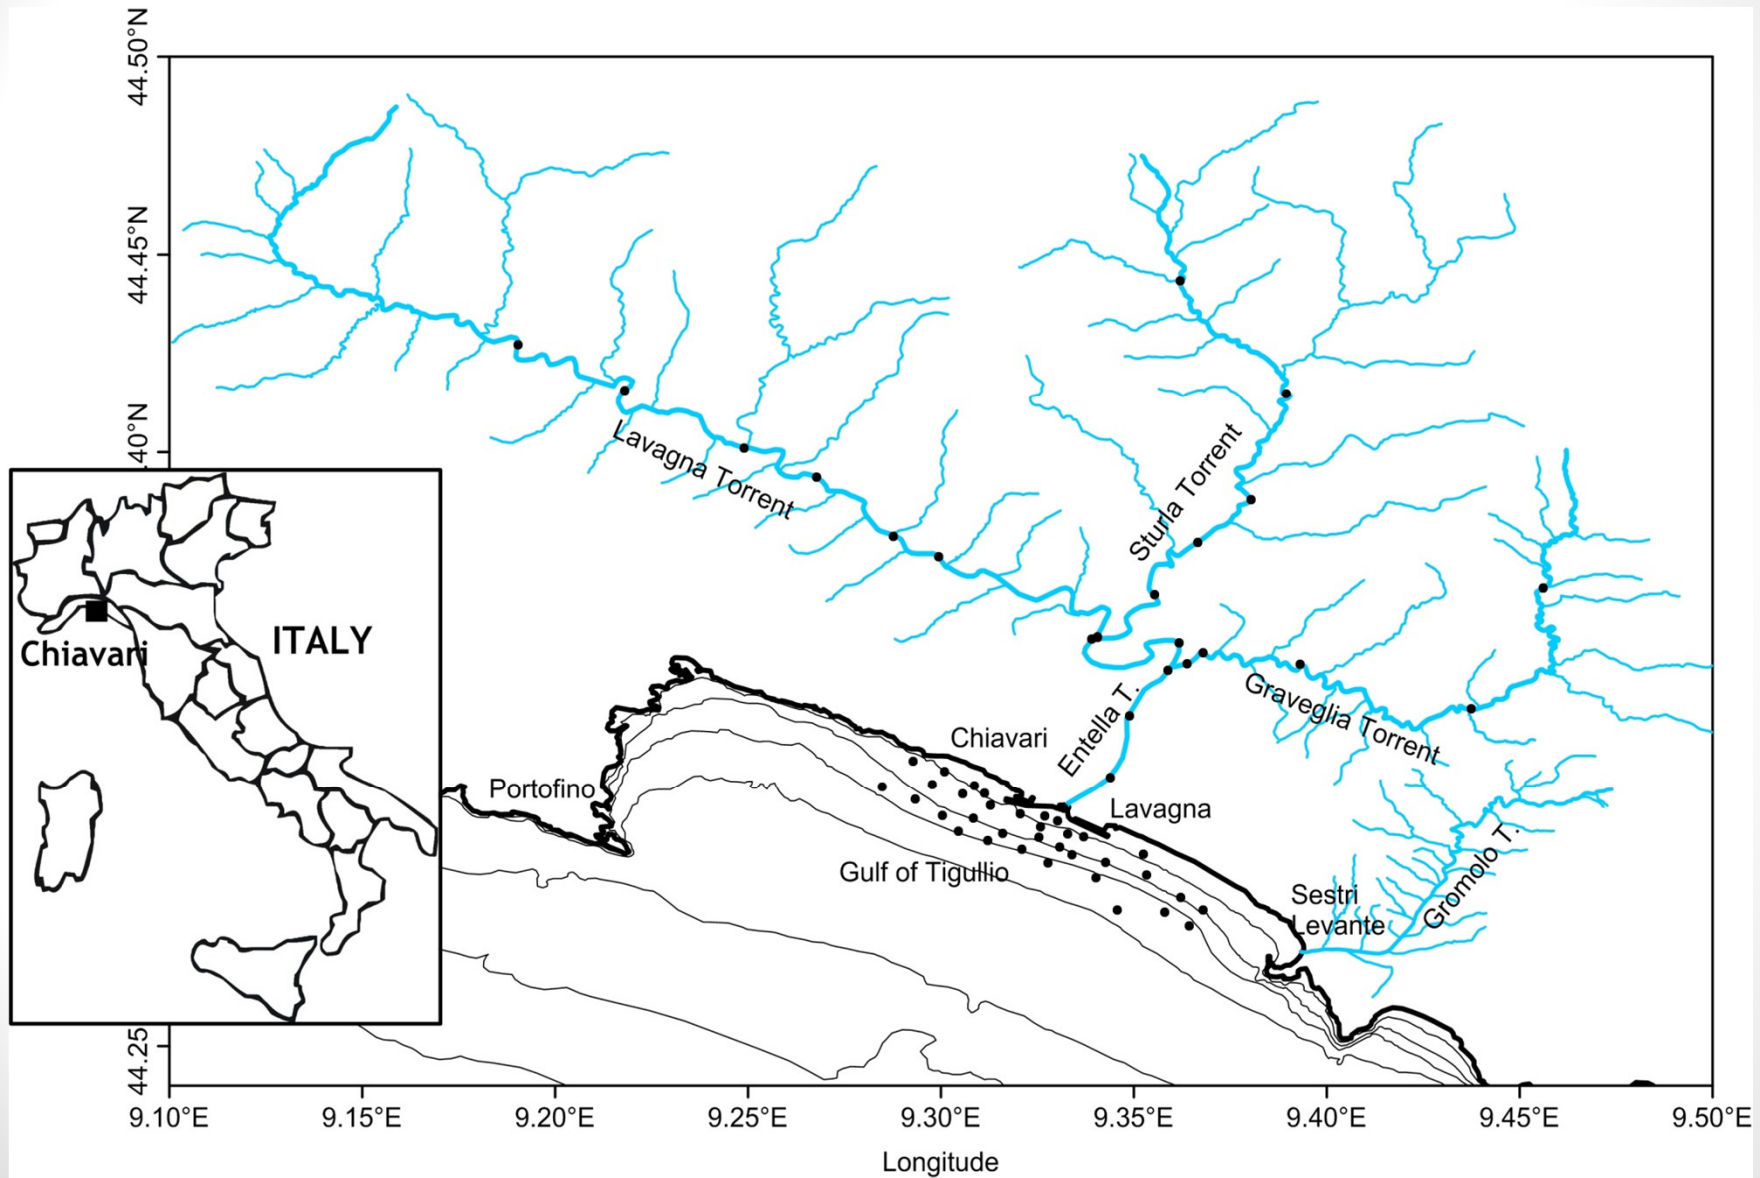 44.50°N
44.45°N
.40°N
44.25
Lavagna Torrent
Sturla Torrent
Entella T.
Graveglia Torrent
Gromolo T.
Chiavari
Portofino
Lavagna
Gulf of Tigullio
Sestri
Levante
ITALY
Chiavari
9.10°E 9.15°E 9.20°E 9.25°E 9.30°E 9.35°E 9.40°E 9.45°E 9.50°E
Longitude